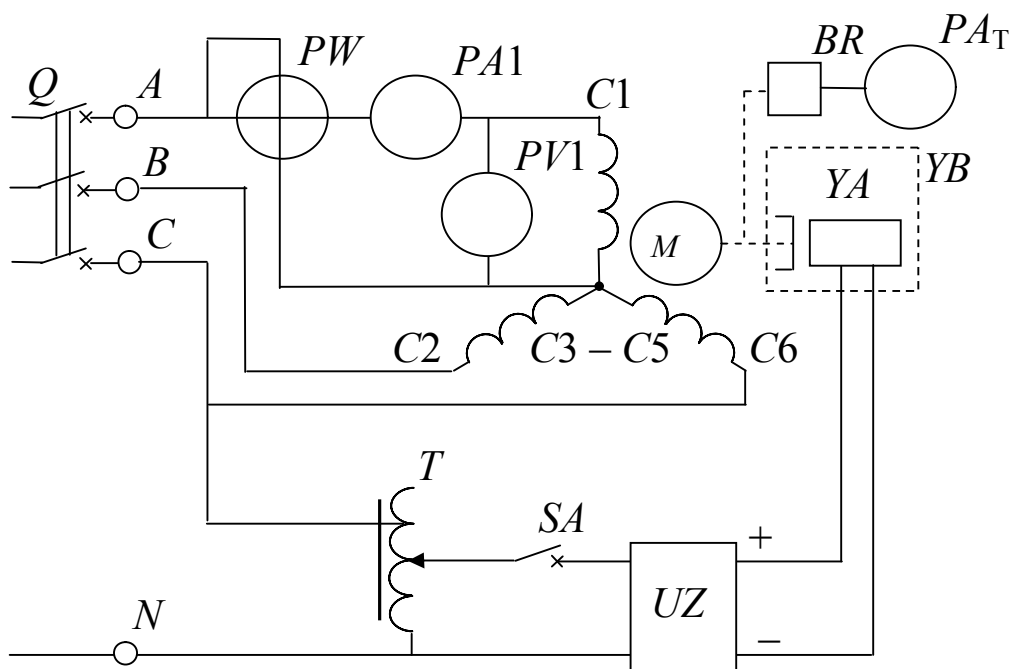 Q
A
PW
PA1
C1
BR
PAТ
B
PV1
YA
YB
C
M
C2
C3 – C5
C6
T
SA
+
N
UZ
–